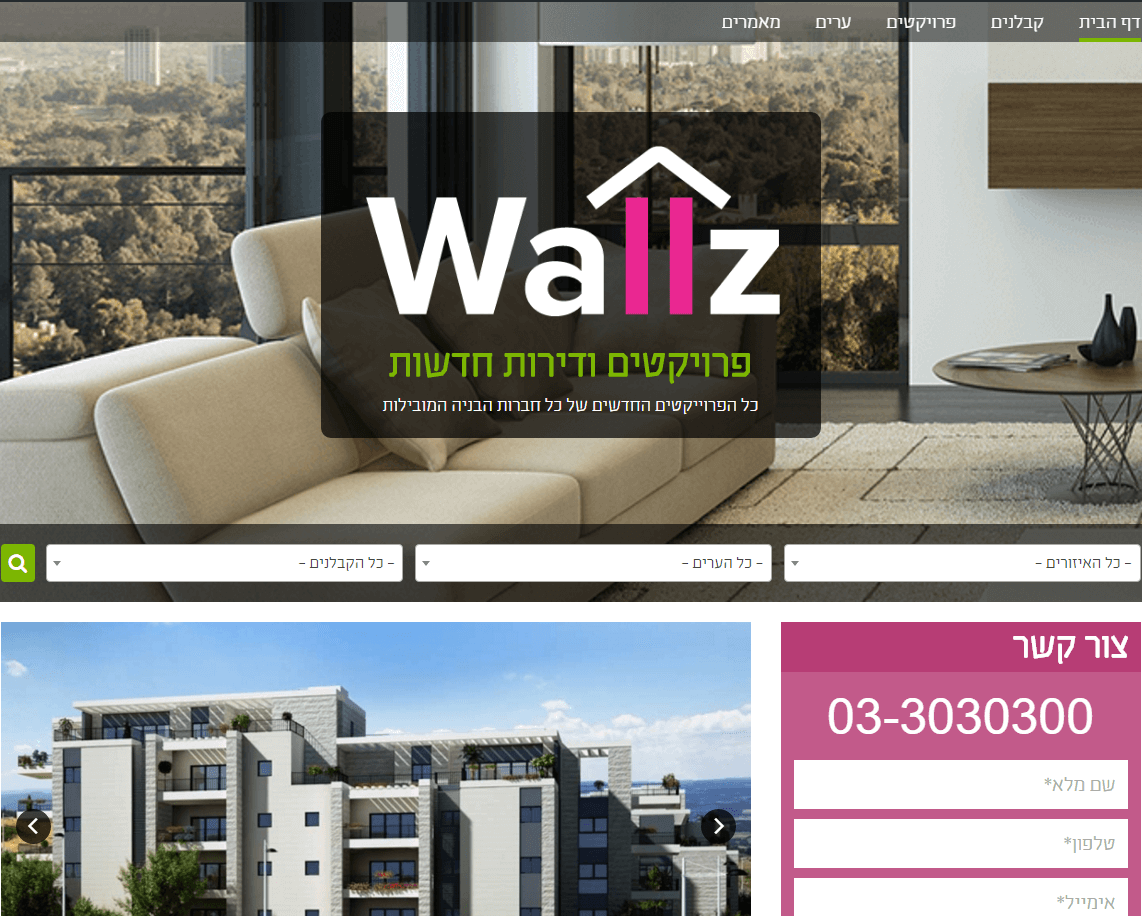 דף הבית
קבלנים
פרויקטים
ערים
מאמרים
Wallz
פרויקטים ודירות חדשות
כל הפרוייקטים החדשים של כל חברות הבניה המובילות
- כל האיזורים -
- כל הערים -
- כל הקבלנים -
צור קשר
03-3030300
שם מלא*
טלפון*
אימייל*